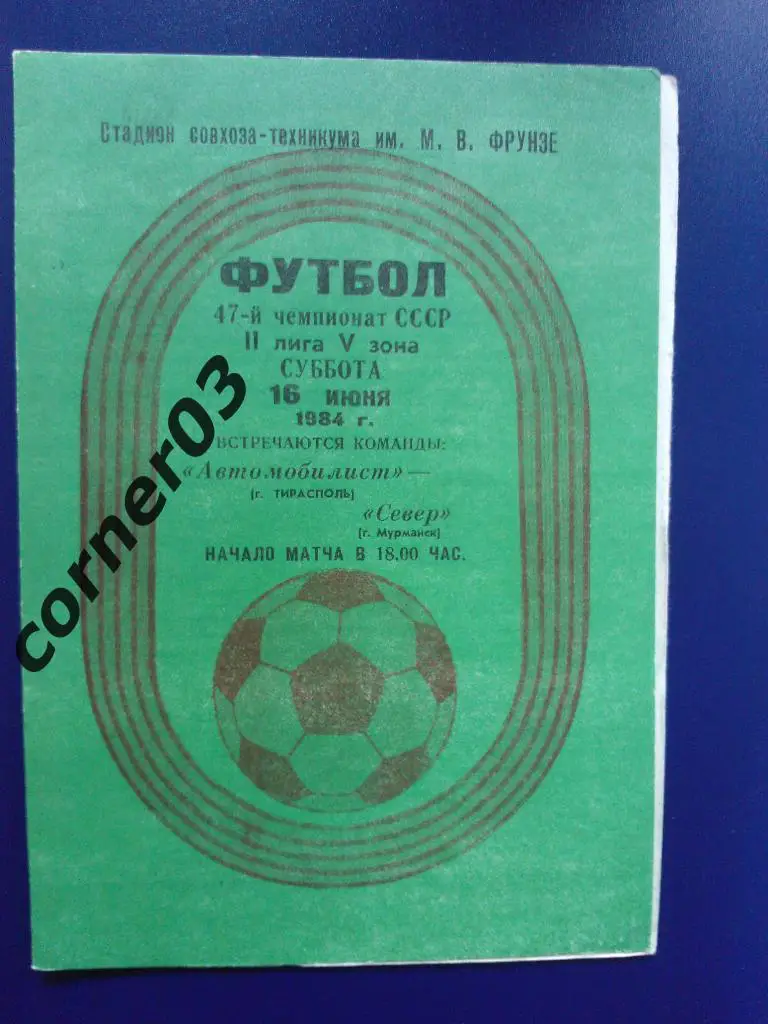 Стадион совхоза-техникума им. М. В. ФРУНЗЕ
ФУТБОЛ
47-й чемпионат СССР
II лига V зона
СУББОТА
16 июня
1984 г.
ВСТРЕЧАЮТСЯ КОМАНДЫ:
«Автомобилист» —
(г. ТИРАСПОЛЬ)
«Север»
(г. Мурманск)
НАЧАЛО МАТЧА В 18.00 ЧАС.
corner03